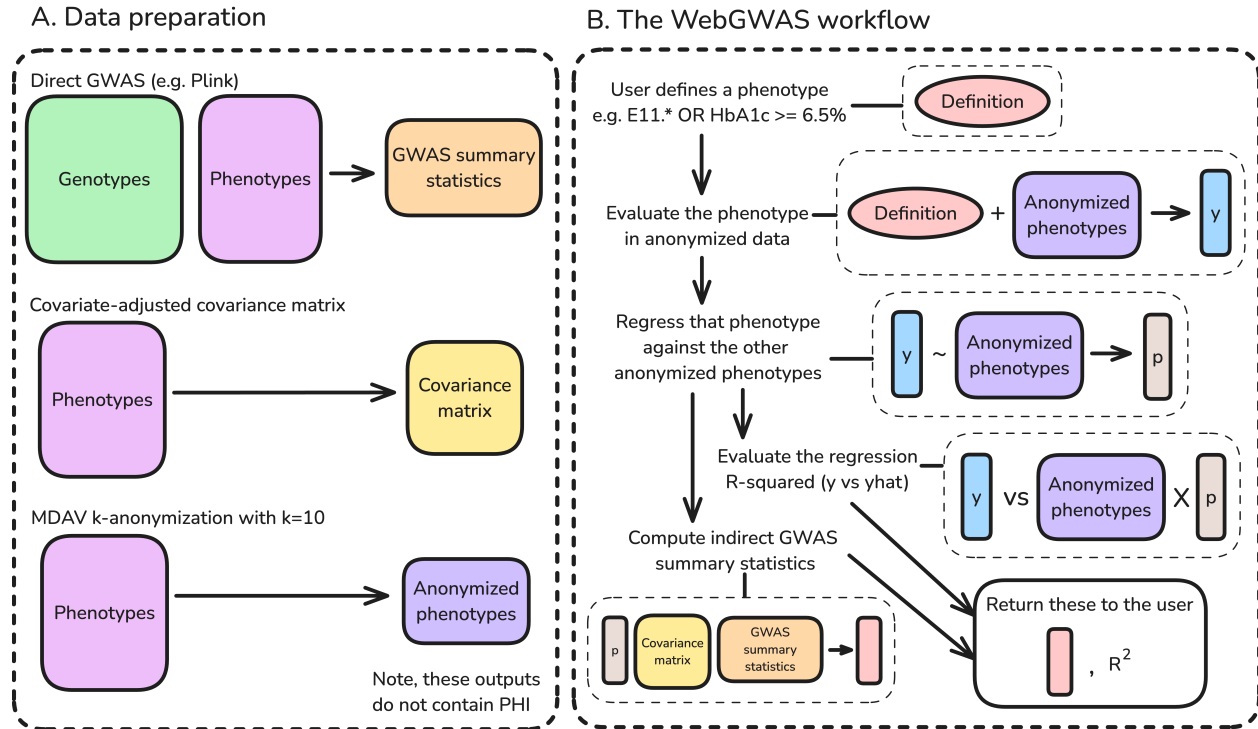 A. Data preparation
Direct GWAS (e.g. Plink)
Genotypes
Phenotypes
GWAS summary
statistics
Covariate-adjusted covariance matrix
Phenotypes
Covariance
matrix
MDAV k-anonymization with k=10
Phenotypes
Anonymized
phenotypes
Note, these outputs
do not contain PHI
B. The WebGWAS workflow
User defines a phenotype
e.g. E11.* OR HbA1c >= 6.5%
Definition
Evaluate the phenotype
in anonymized data
Definition
+
Anonymized
phenotypes
y
Regress that phenotype
against the other
anonymized phenotypes
y
~
Anonymized
phenotypes
p
Evaluate the regression
R-squared (y vs yhat)
y
vs
Anonymized
phenotypes
X
p
Compute indirect GWAS
summary statistics
p
Covariance
matrix
GWAS
summary
statistics
Return these to the user
, R²